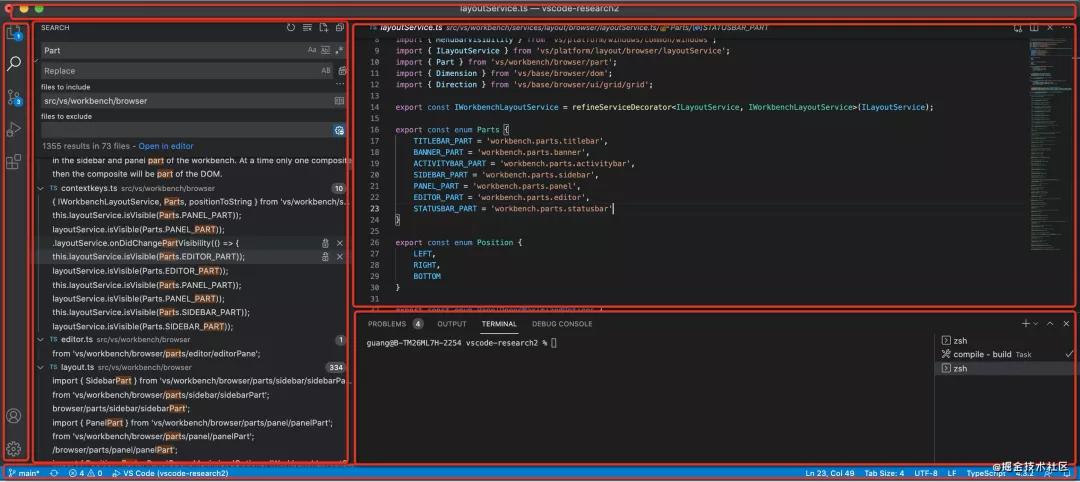 layoutService.ts — vscode-research2
1
3
SEARCH
Part
Aa Ab .*
Replace
AB
files to include
...
src/vs/workbench/browser
files to exclude
1355 results in 73 files - Open in editor
in the sidebar and panel part of the workbench. At a time only one composite
then the composite will be part of the DOM.
TS contextkeys.ts src/vs/workbench/browser 10
{ IWorkbenchLayoutService, Parts, positionToString } from 'vs/workbench/s...
this.layoutService.isVisible(Parts.PANEL_PART));
layoutService.isVisible(Parts.PANEL_PART));
.layoutService.onDidChangePartVisibility(() => {
this.layoutService.isVisible(Parts.EDITOR_PART));
layoutService.isVisible(Parts.EDITOR_PART));
this.layoutService.isVisible(Parts.PANEL_PART));
layoutService.isVisible(Parts.PANEL_PART));
this.layoutService.isVisible(Parts.SIDEBAR_PART));
layoutService.isVisible(Parts.SIDEBAR_PART));
TS editor.ts src/vs/workbench/browser 1
from 'vs/workbench/browser/parts/editor/editorPane';
TS layout.ts src/vs/workbench/browser 334
import { SidebarPart } from 'vs/workbench/browser/parts/sidebar/sidebarPa...
from 'vs/workbench/browser/parts/sidebar/sidebarPart';
browser/parts/sidebar/sidebarPart';
import { PanelPart } from 'vs/workbench/browser/parts/panel/panelPart';
from 'vs/workbench/browser/parts/panel/panelPart';
/browser/parts/panel/panelPart';
TS layoutService.ts src/vs/workbench/services/layout/browser/layoutService.ts/ Parts/ STATUSBAR_PART
8 import { MenuBarVisibility } from 'vs/platform/windows/common/windows';
9 import { ILayoutService } from 'vs/platform/layout/browser/layoutService';
10 import { Part } from 'vs/workbench/browser/part';
11 import { Dimension } from 'vs/base/browser/dom';
12 import { Direction } from 'vs/base/browser/ui/grid/grid';
13
14 export const IWorkbenchLayoutService = refineServiceDecorator<ILayoutService, IWorkbenchLayoutService>(ILayoutService);
15
16 export const enum Parts {
17 TITLEBAR_PART = 'workbench.parts.titlebar',
18 BANNER_PART = 'workbench.parts.banner',
19 ACTIVITYBAR_PART = 'workbench.parts.activitybar',
20 SIDEBAR_PART = 'workbench.parts.sidebar',
21 PANEL_PART = 'workbench.parts.panel',
22 EDITOR_PART = 'workbench.parts.editor',
23 STATUSBAR_PART = 'workbench.parts.statusbar'
24 }
25
26 export const enum Position {
27 LEFT,
28 RIGHT,
29 BOTTOM
30 }
31
PROBLEMS 4 OUTPUT TERMINAL DEBUG CONSOLE
guang@B-TM26ML7H-2254 vscode-research2 %
zsh
compile - build Task
zsh
main* 4 0 VS Code (vscode-research2)
Ln 23, Col 49 Tab Size: 4 UTF-8 LF TypeScript 4.3.2
@掘金技术社区